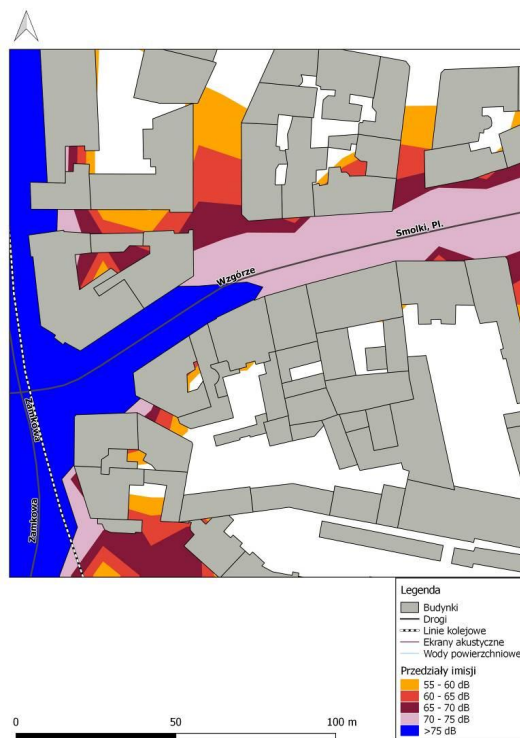 Smolki, Pl.
Wzgórze
Zamkowa
Zamkowa
Legenda
Budynki
Drogi
Linie kolejowe
Ekrany akustyczne
Wody powierzchniowe
Przedziały imisji
55 - 60 dB
60 - 65 dB
65 - 70 dB
70 - 75 dB
>75 dB
0 50 100 m